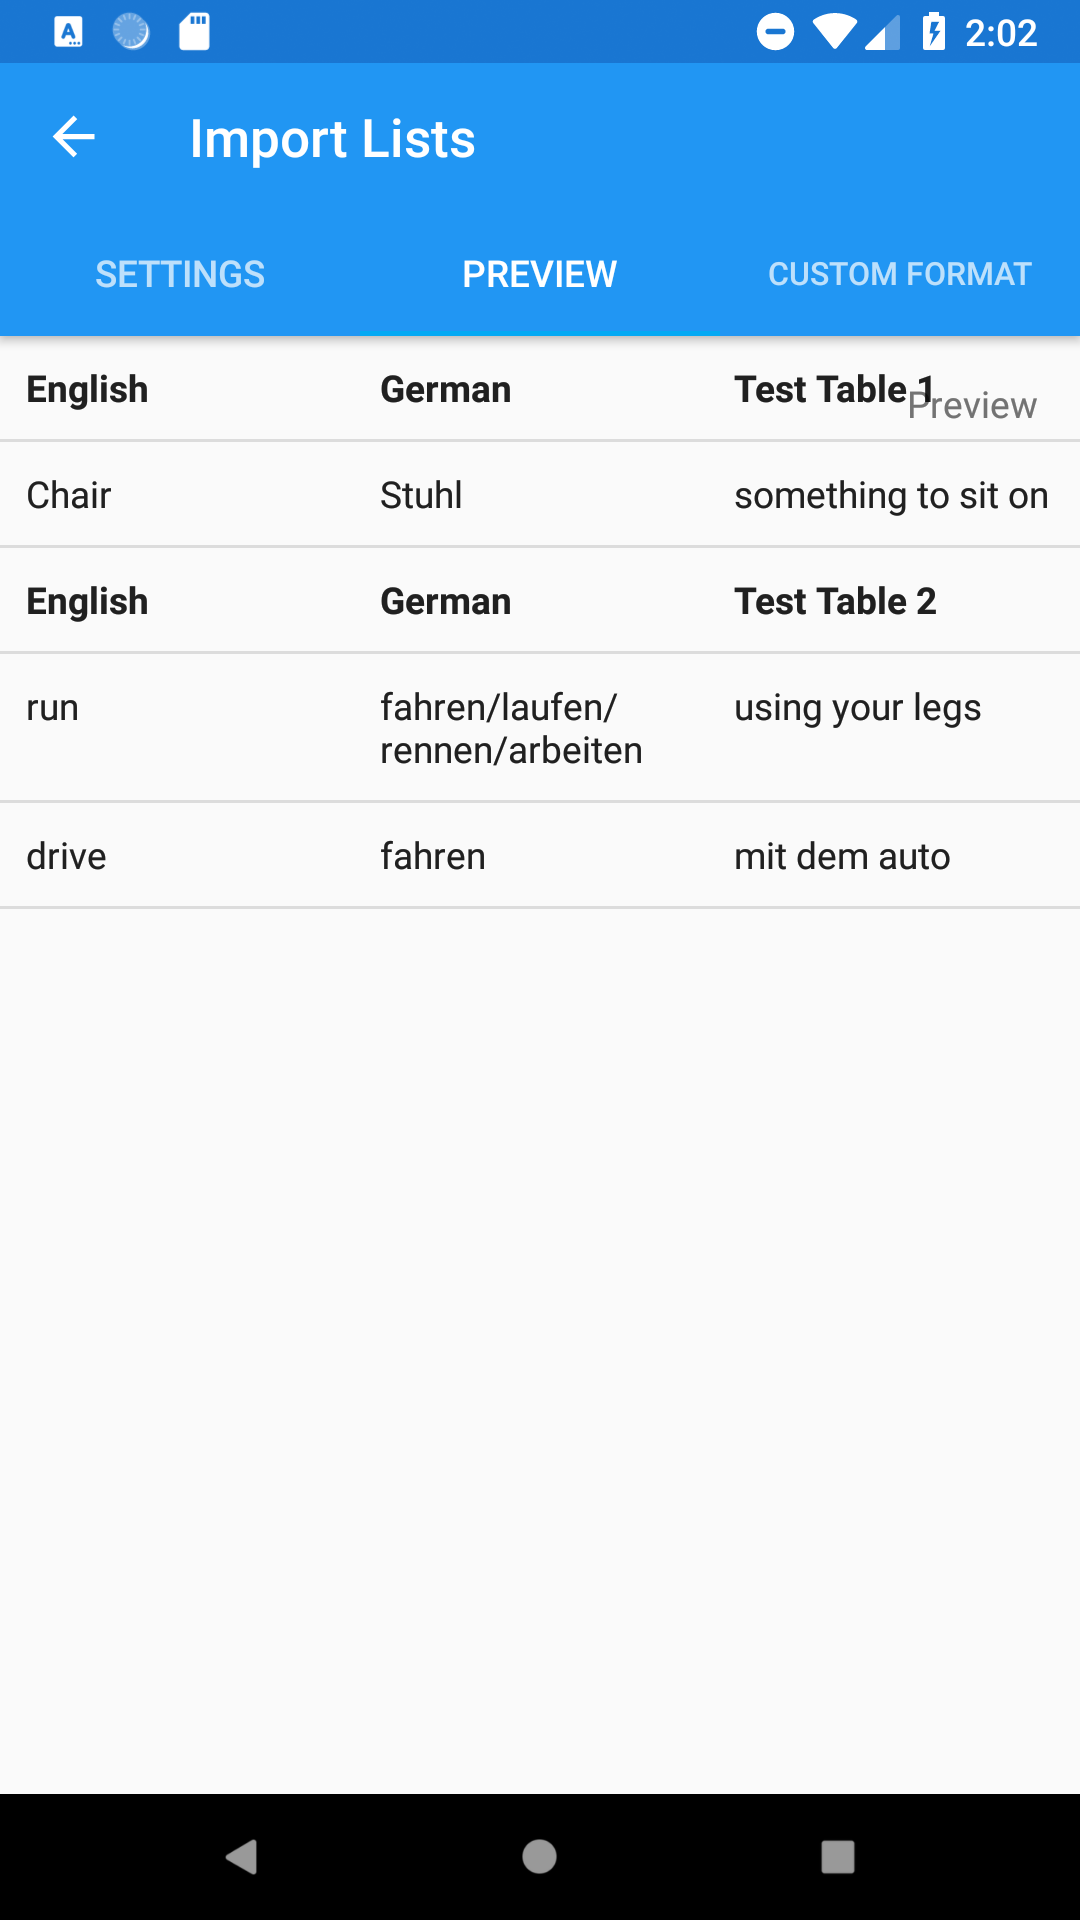 2:02
Import Lists
SETTINGS PREVIEW CUSTOM FORMAT
English German Test Table 1
Preview
Chair Stuhl something to sit on
English German Test Table 2
run fahren/laufen/ using your legs
rennen/arbeiten
drive fahren mit dem auto